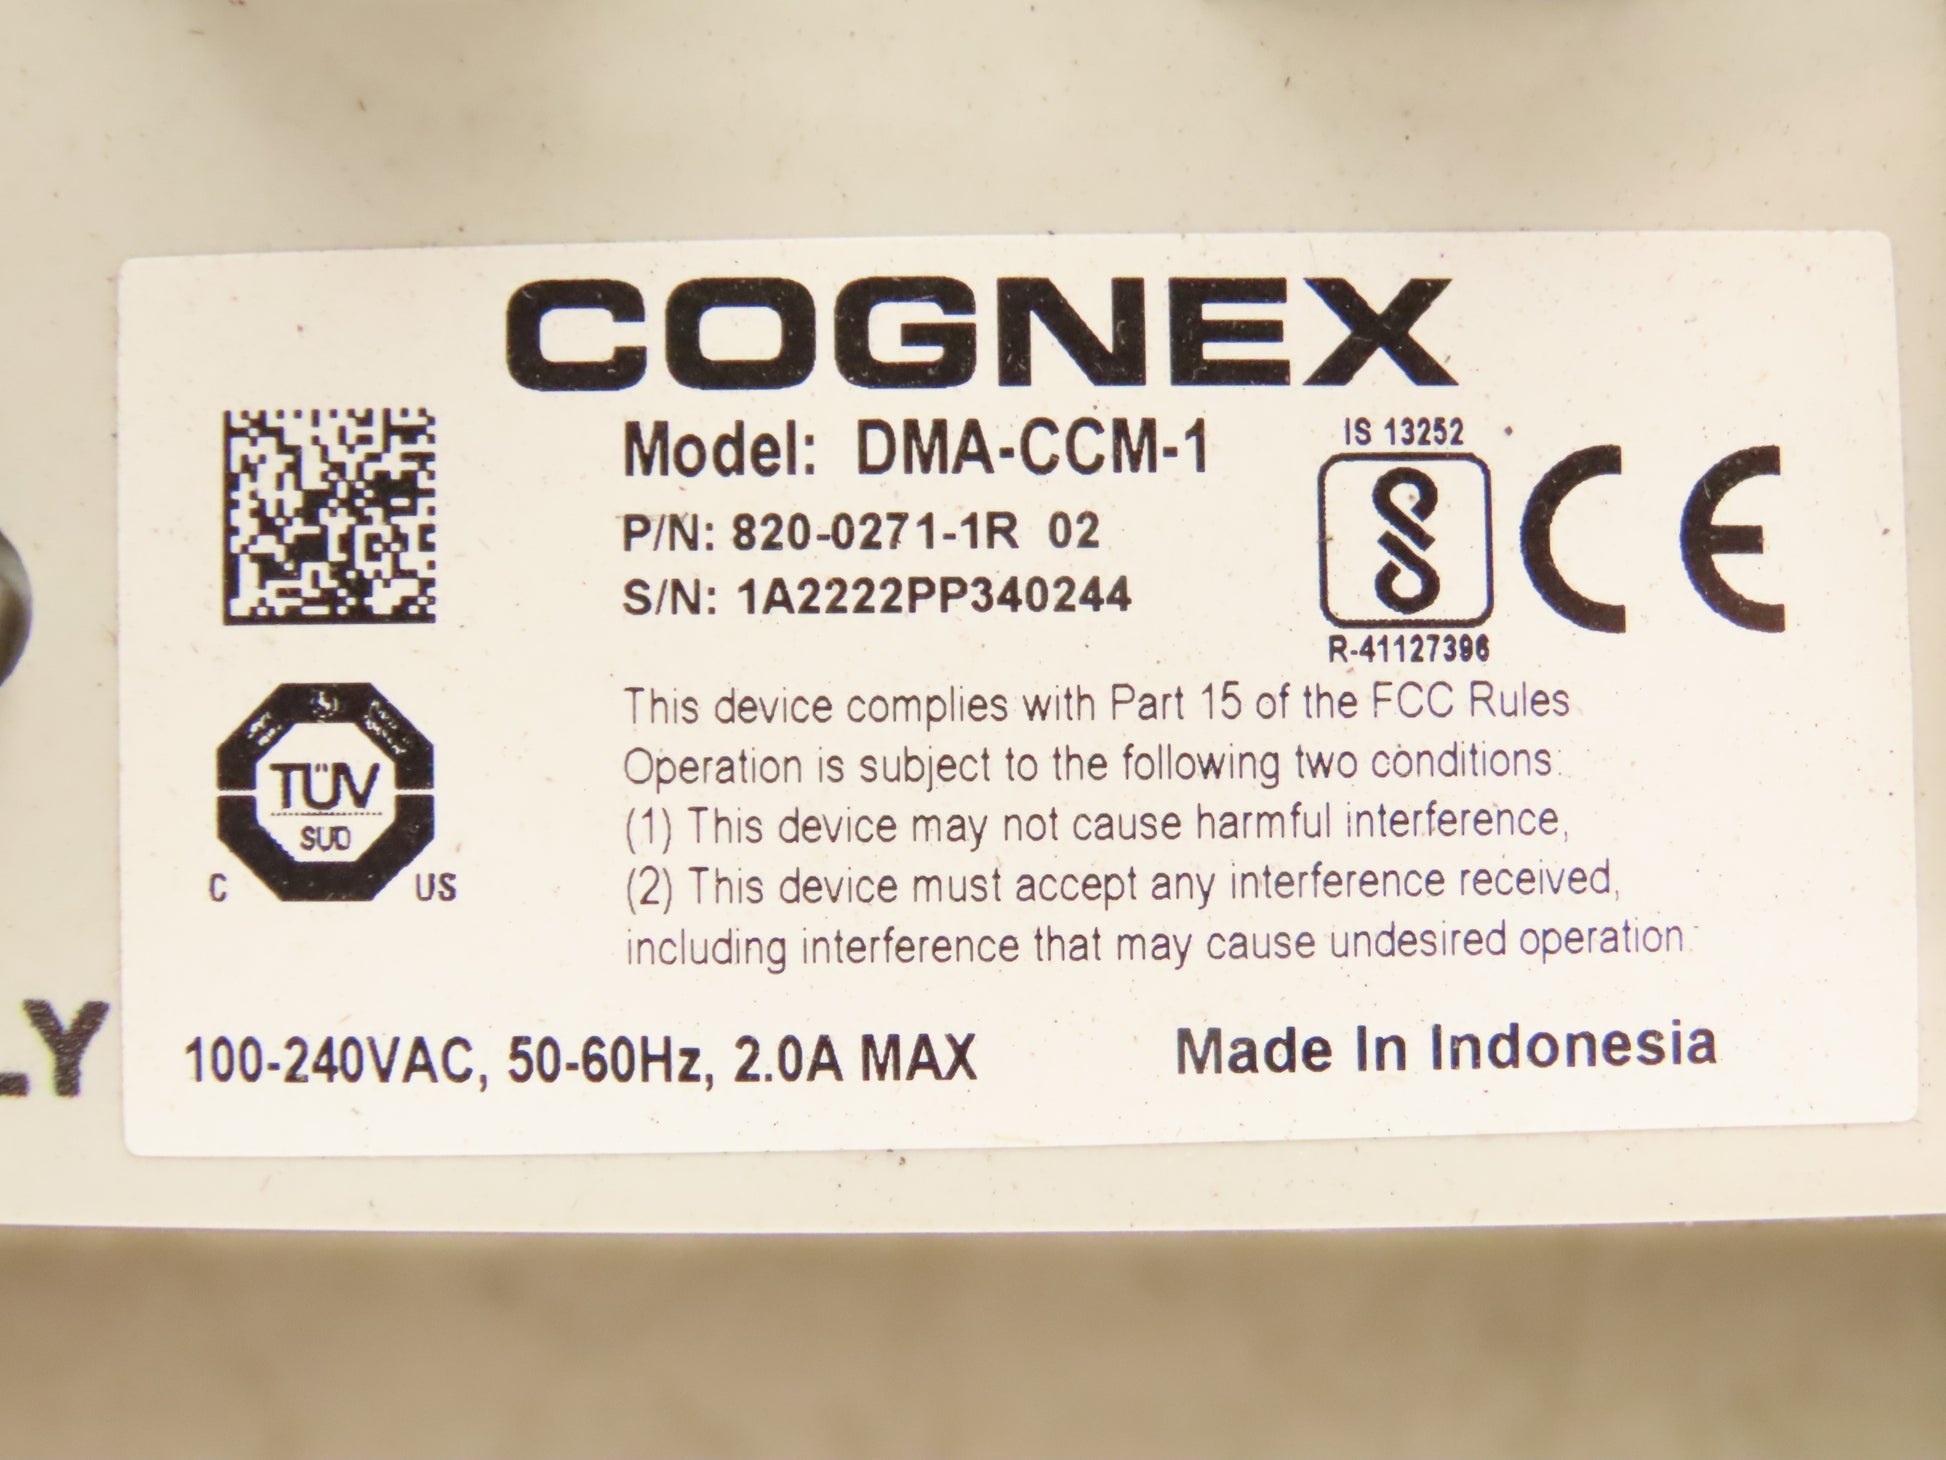 COGNEX
Model: DMA-CCM-1
P/N: 820-0271-1R 02
S/N: 1A2222PP340244
IS 13252
R-41127396
CE
TÜV
SUD
C US
This device complies with Part 15 of the FCC Rules
Operation is subject to the following two conditions:
(1) This device may not cause harmful interference,
(2) This device must accept any interference received,
including interference that may cause undesired operation.
100-240VAC, 50-60Hz, 2.0A MAX
Made In Indonesia
LY